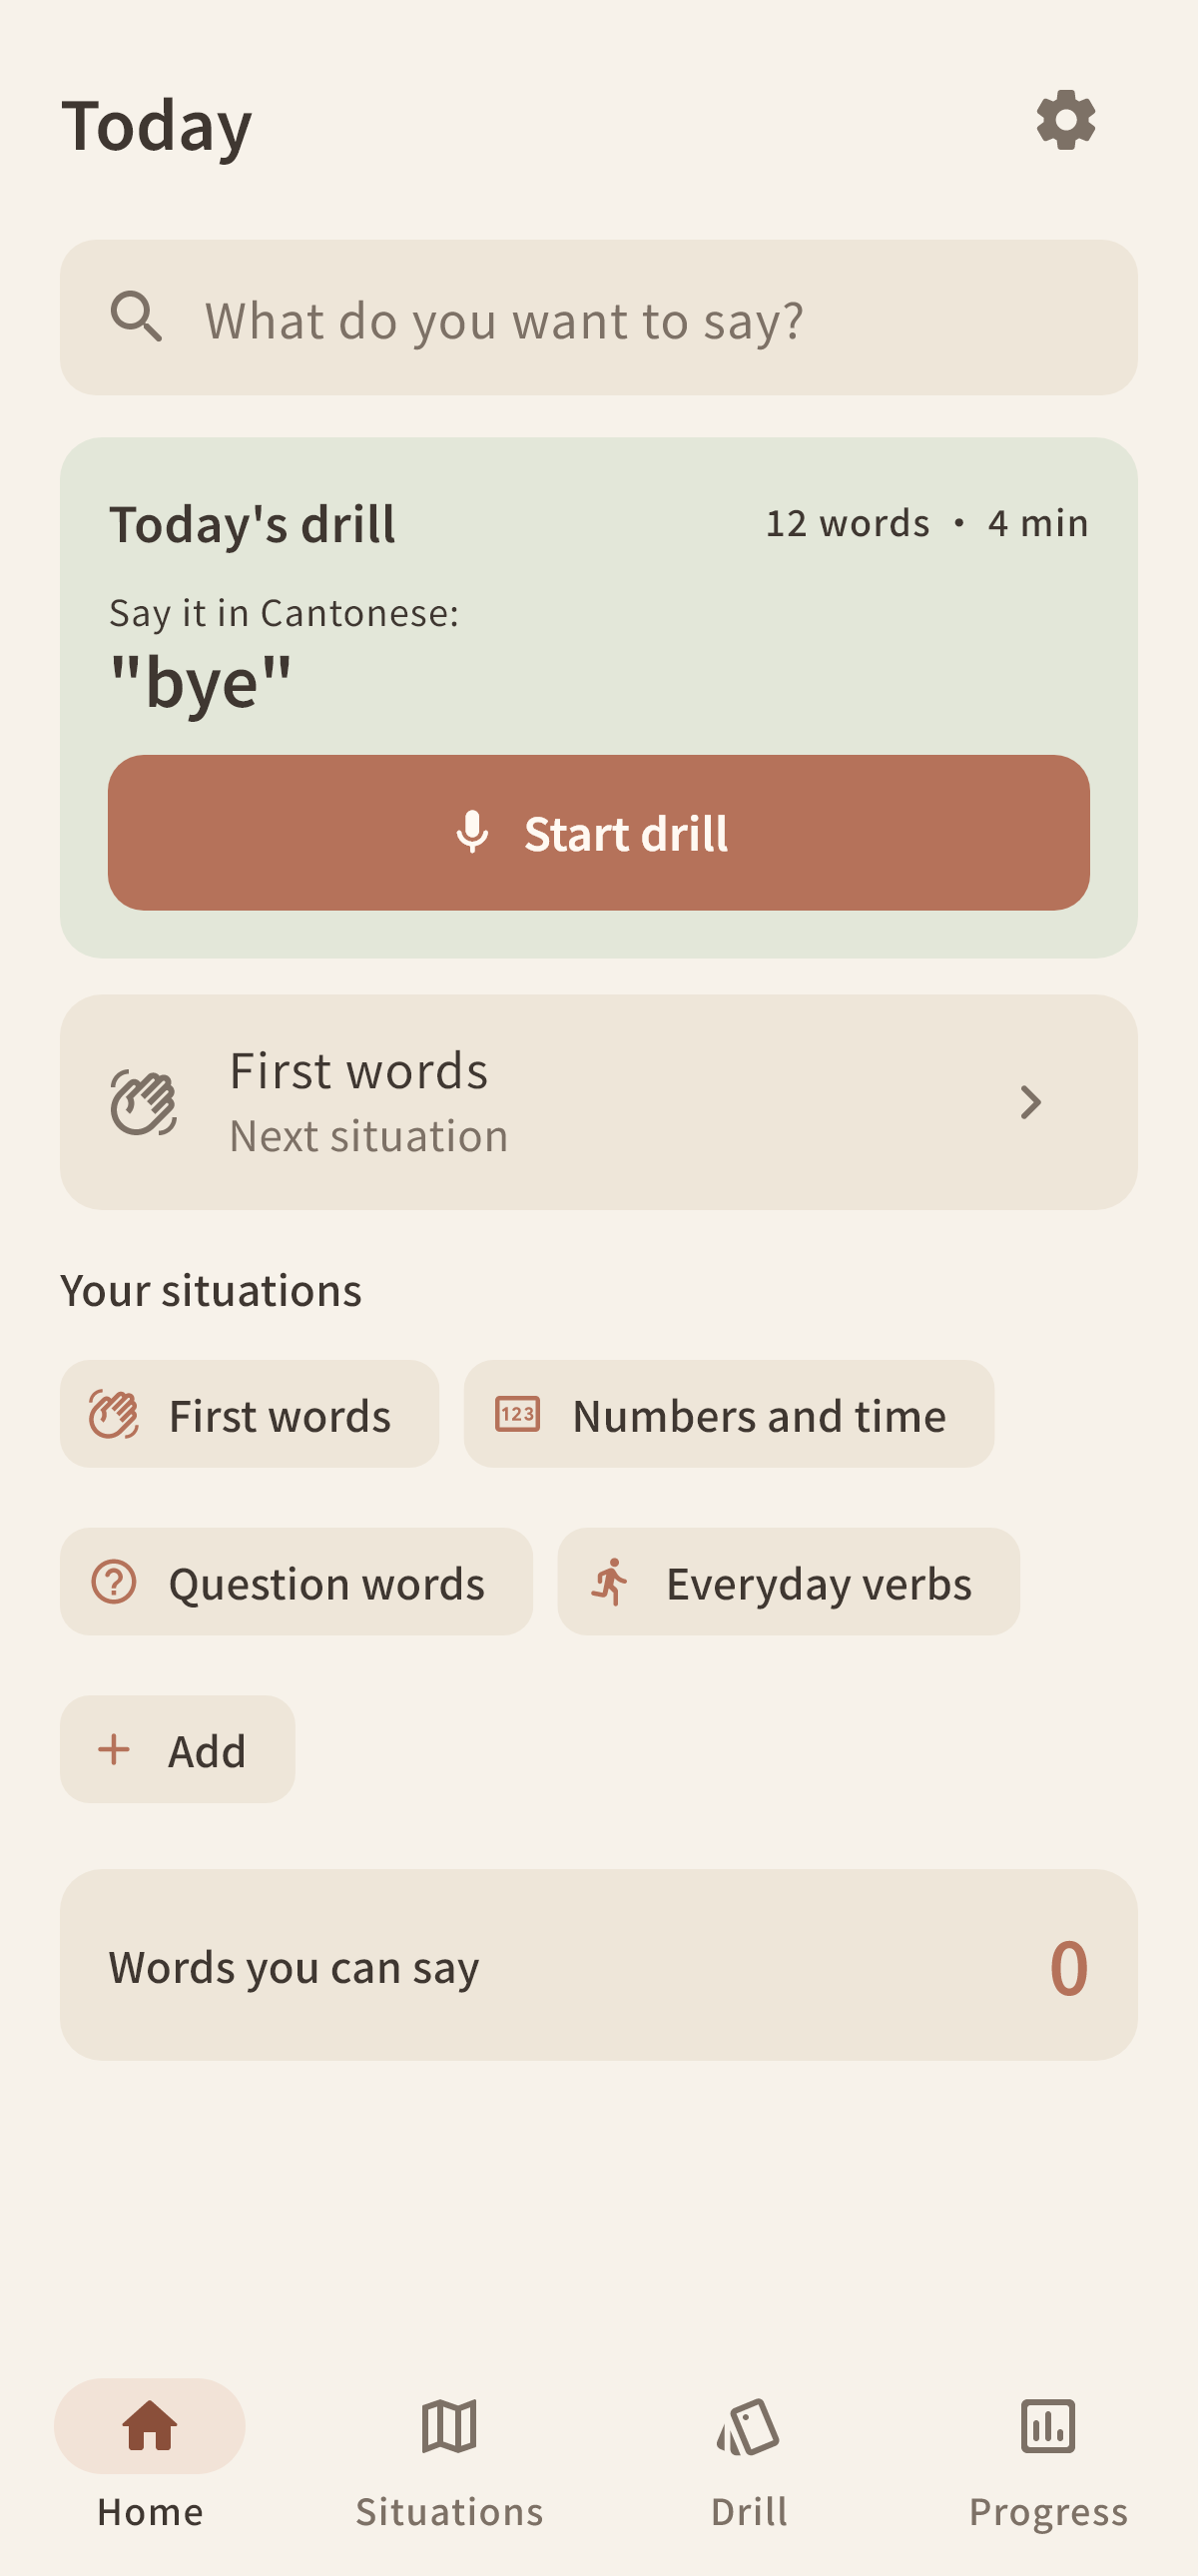 Today
What do you want to say?
Today's drill
12 words • 4 min
Say it in Cantonese:
"bye"
Start drill
First words
Next situation
Your situations
First words
123 Numbers and time
Question words
Everyday verbs
Add
Words you can say
0
Home
Situations
Drill
Progress